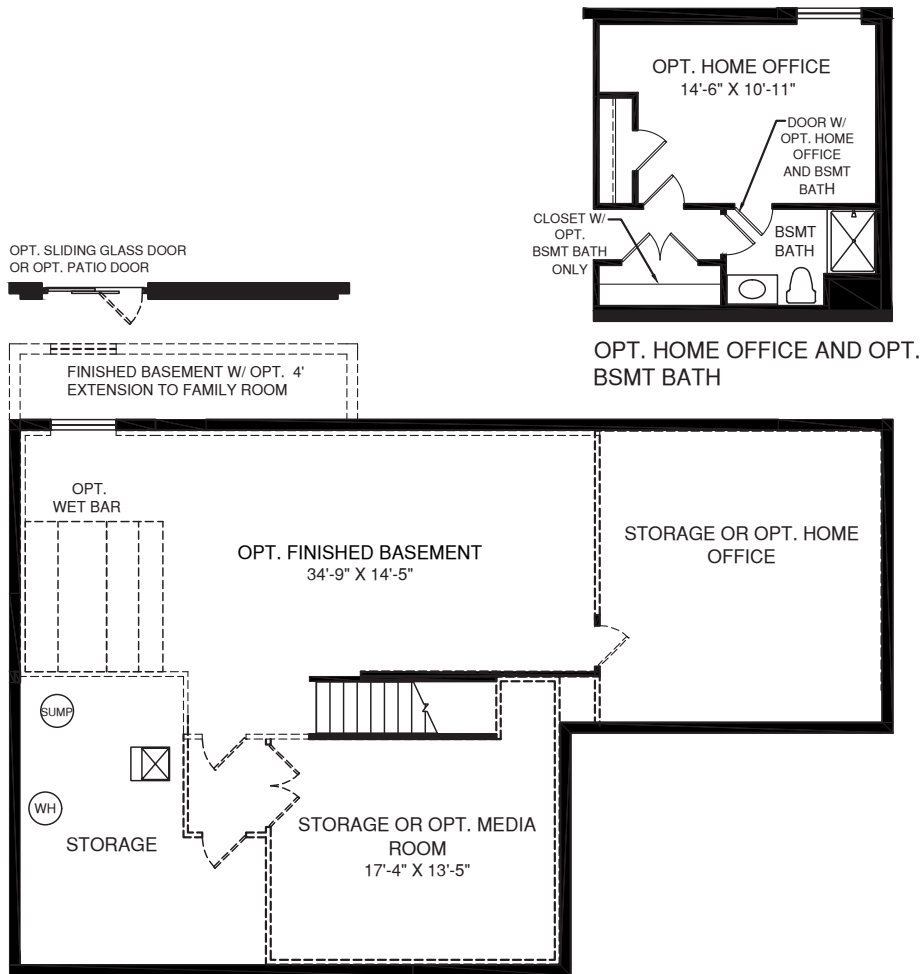 OPT. HOME OFFICE
14'-6" X 10'-11"
DOOR W/
OPT. HOME
OFFICE
AND BSMT
BATH
CLOSET W/
OPT.
BSMT BATH
ONLY
BSMT
BATH
OPT. HOME OFFICE AND OPT.
BSMT BATH
OPT. SLIDING GLASS DOOR
OR OPT. PATIO DOOR
FINISHED BASEMENT W/ OPT. 4'
EXTENSION TO FAMILY ROOM
OPT.
WET BAR
OPT. FINISHED BASEMENT
34'-9" X 14'-5"
STORAGE OR OPT. HOME
OFFICE
SUMP
WH
STORAGE
STORAGE OR OPT. MEDIA
ROOM
17'-4" X 13'-5"